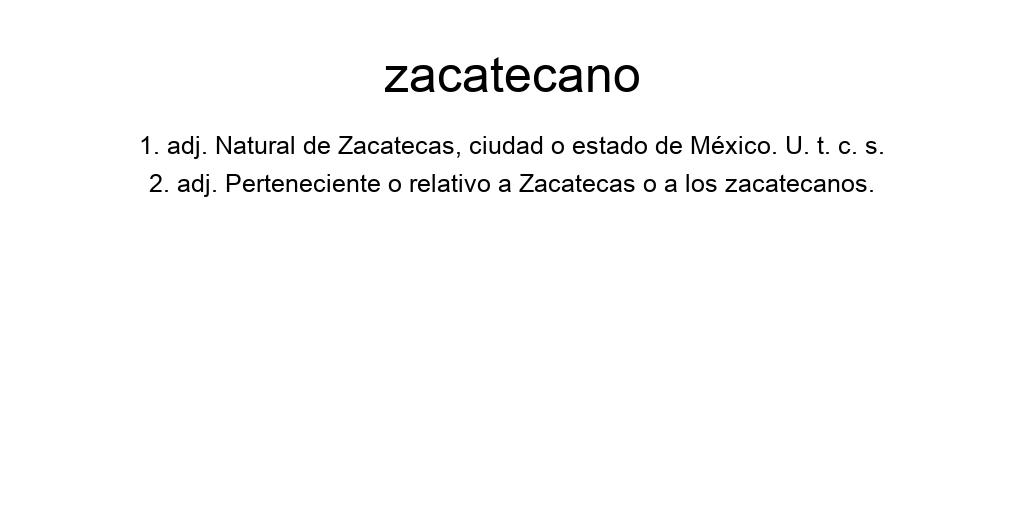 zacatecano
1. adj. Natural de Zacatecas, ciudad o estado de México. U. t. c. s.
2. adj. Perteneciente o relativo a Zacatecas o a los zacatecanos.